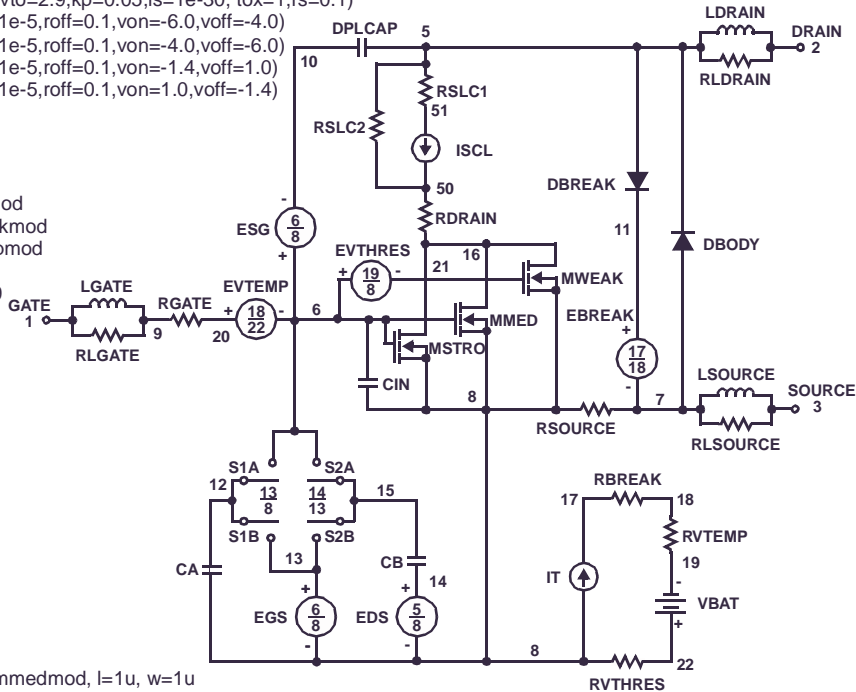 vto=2.9,kp=0.05,is=1e-30, tox=1,rs=0.1)
1e-5,roff=0.1,von=-6.0,voff=-4.0)
1e-5,roff=0.1,von=-4.0,voff=-6.0)
1e-5,roff=0.1,von=-1.4,voff=1.0)
1e-5,roff=0.1,von=1.0,voff=-1.4)
od
kmod
omod
)
mmedmod, l=1u, w=1u
LDRAIN
DPLCAP 5 DRAIN
10 2
RLDRAIN
RSLC1
51
RSLC2
ISCL
50
DBREAK
RDRAIN
-
ESG 6
8
+
11
DBODY
EVTHRES 16
+ 19
8 - 21
MWEAK
LGATE
GATE
1
RGATE
EVTEMP
+ 18
22 - 6
MMED
EBREAK +
17
18
-
9 20
RLGATE
MSTRO
CIN
LSOURCE
SOURCE
8 7 3
RSOURCE
RLSOURCE
S1A S2A
12 13
8
14
13 15
S1B S2B
13
RBREAK
17 18
RVTEMP
CA CB 19
IT -
VBAT
+
+ + 14
EGS 6
8
EDS 5
8
- -
8 22
RVTHRES